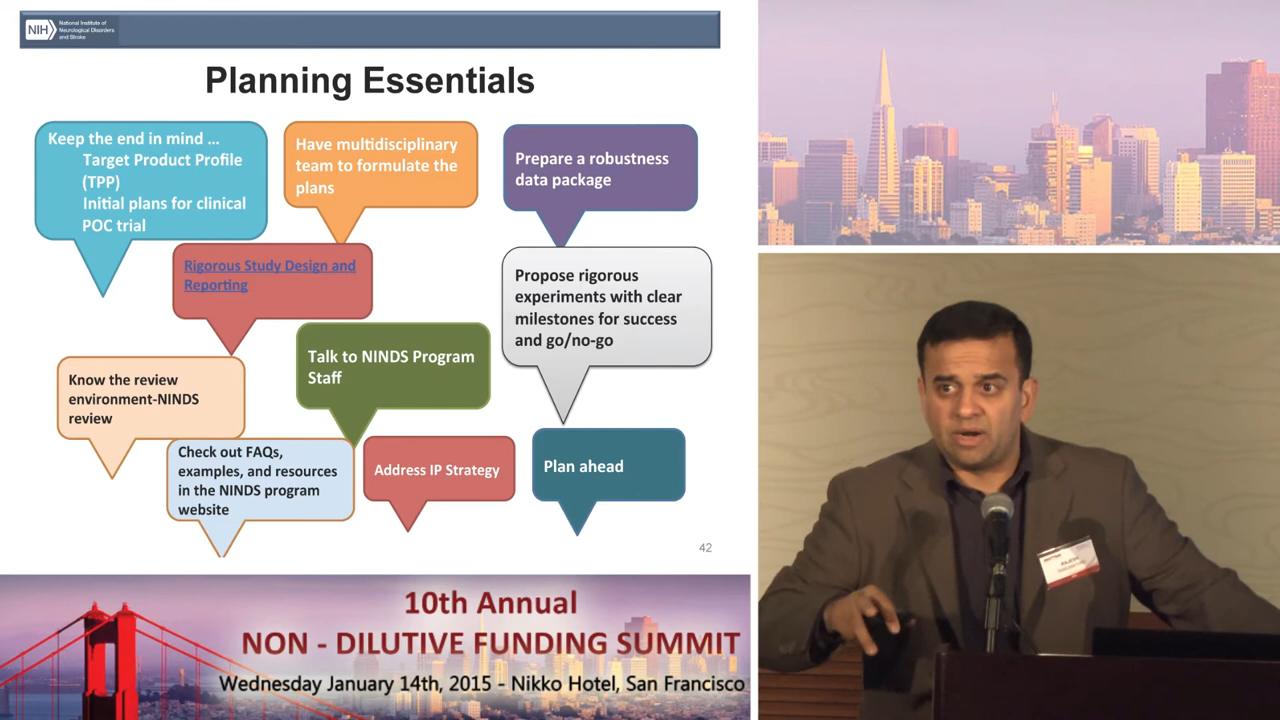 NIH
National Institute of
Neurological Disorders
and Stroke
Planning Essentials
Keep the end in mind ...
Target Product Profile
(TPP)
Initial plans for clinical
POC trial
Have multidisciplinary
team to formulate the
plans
Prepare a robustness
data package
Rigorous Study Design and
Reporting
Propose rigorous
experiments with clear
milestones for success
and go/no-go
Talk to NINDS Program
Staff
Know the review
environment-NINDS
review
Check out FAQs,
examples, and resources
in the NINDS program
website
Address IP Strategy
Plan ahead
42
10th Annual
NON - DILUTIVE FUNDING SUMMIT
Wednesday January 14th, 2015 - Nikko Hotel, San Francisco
RAJESH